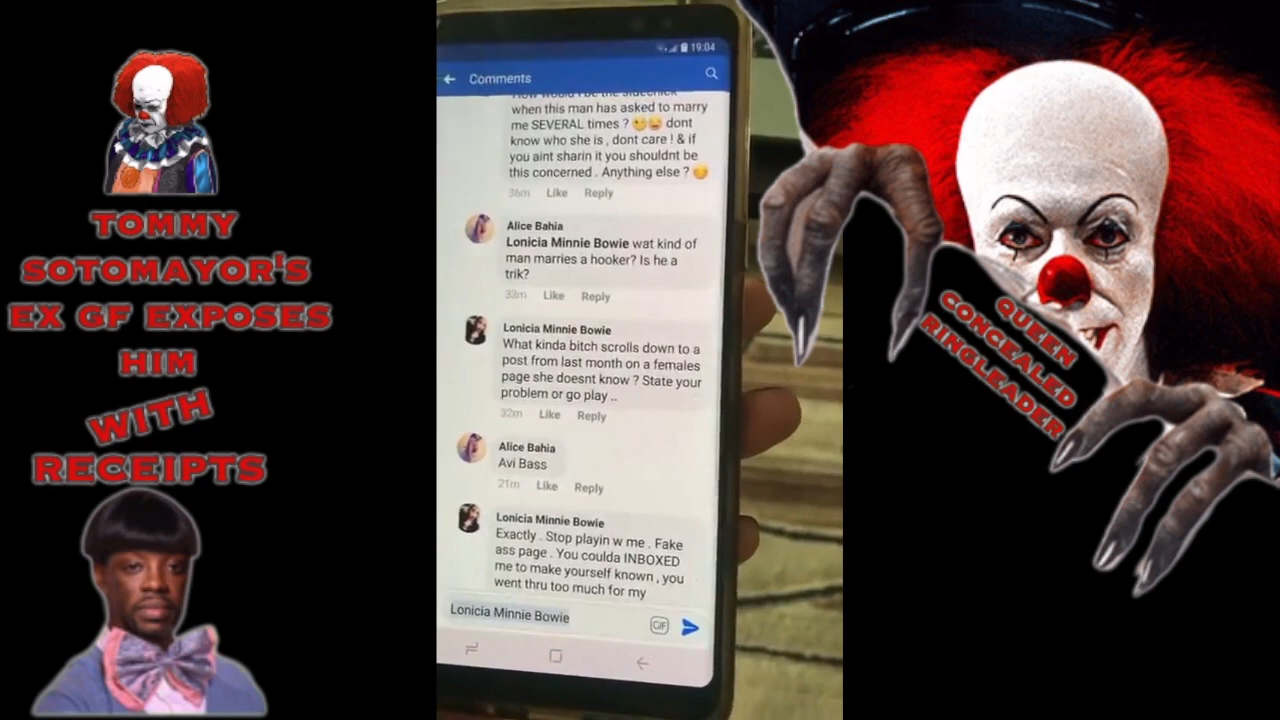 TOMMY
SOTOMAYOR'S
EX GF EXPOSES
HIM
WITH
RECEIPTS
19.04
Comments
How would i be the sidechick
when this man has asked to marry
me SEVERAL times ? 🧐😂 dont
know who she is , dont care ! & if
you aint sharin it you shouldnt be
this concerned . Anything else ? 😏
36m Like Reply
Alice Bahia
Lonicia Minnie Bowie wat kind of
man marries a hooker? Is he a
trik?
33m Like Reply
Lonicia Minnie Bowie
What kinda bitch scrolls down to a
post from last month on a females
page she doesnt know ? State your
problem or go play ..
32m Like Reply
Alice Bahia
Avi Bass
21m Like Reply
Lonicia Minnie Bowie
Exactly . Stop playin w me . Fake
ass page . You coulda INBOXED
me to make yourself known , you
went thru too much for my
Lonicia Minnie Bowie
GIF
QUEEN
CONCEALED
RINGLEADER